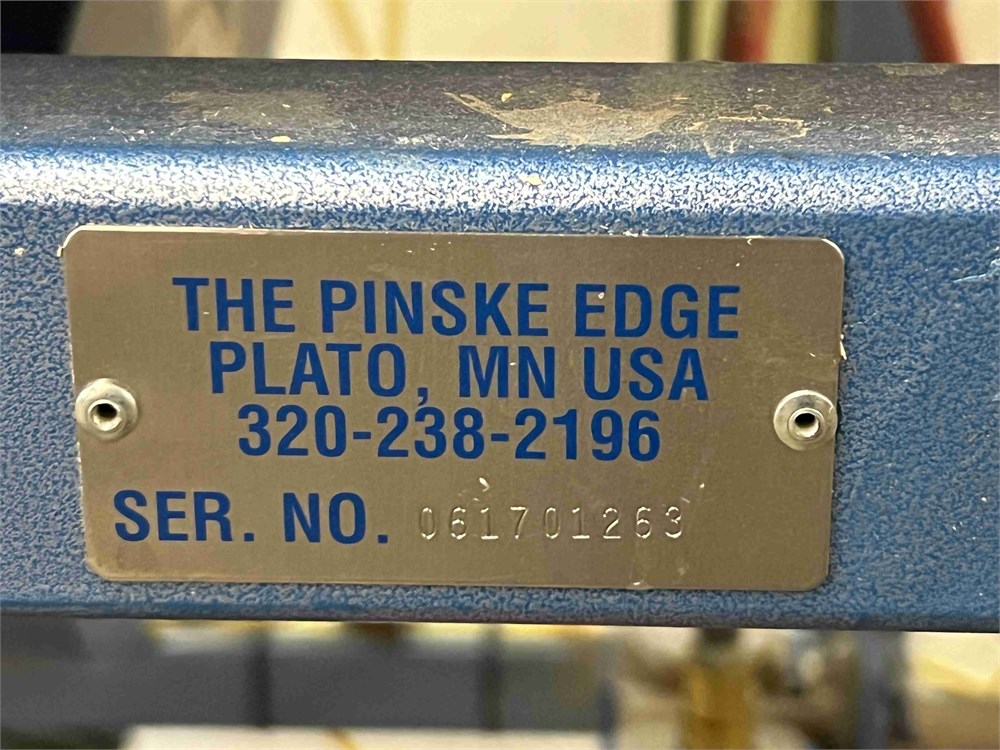 THE PINSKE EDGE
PLATO, MN USA
320-238-2196
SER. NO. 061701263